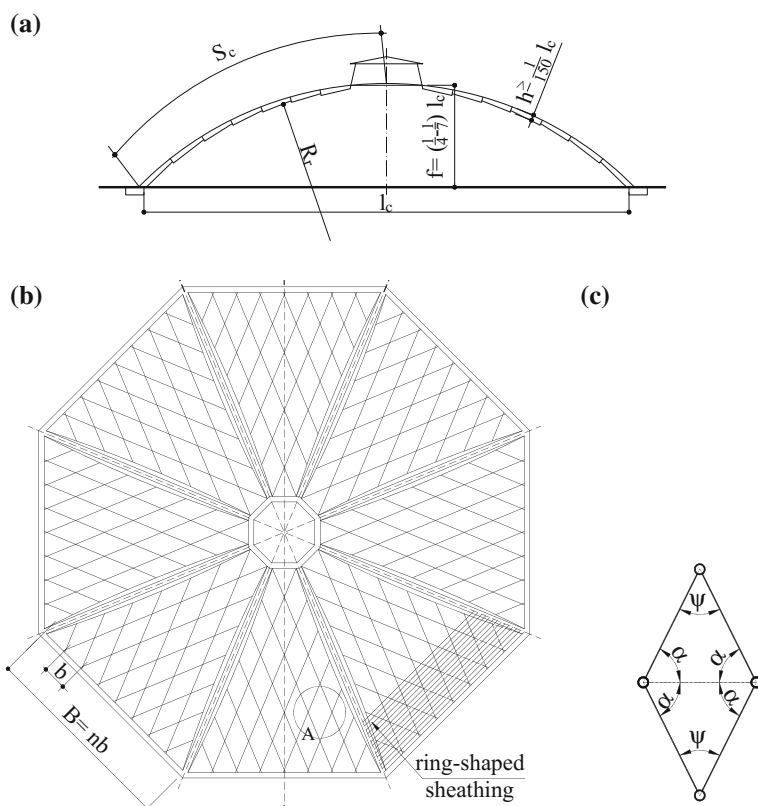 (a)
S_c
h ≥ 1/150 l_c
R_r
f= (1/4-1/7) l_c
l_c
(b)
(c)
b
B= nb
A
ring-shaped
sheathing
ψ
α α
α α
ψ